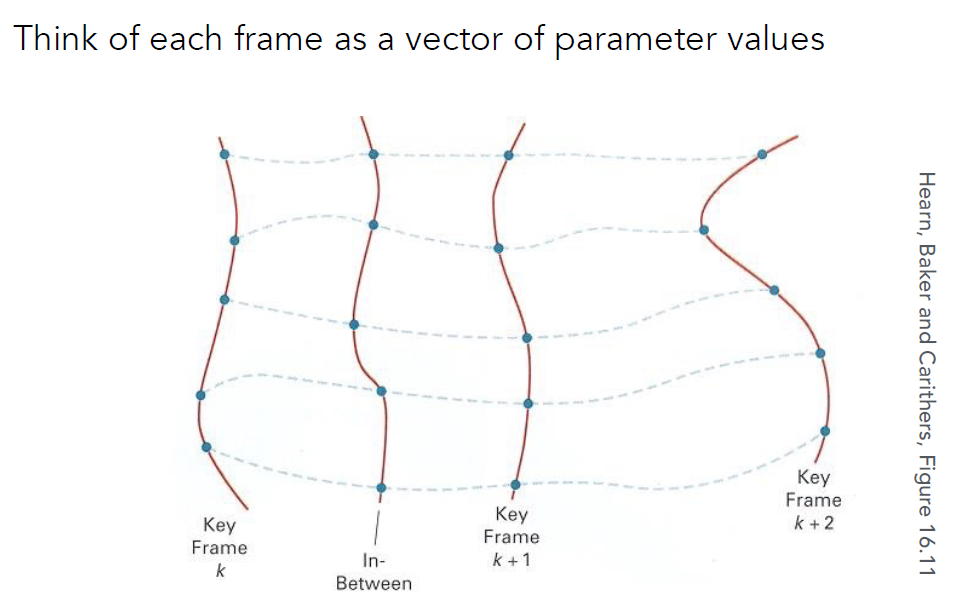 Think of each frame as a vector of parameter values
Key
Frame
k
In-
Between
Key
Frame
k + 1
Key
Frame
k + 2
Hearn, Baker and Carithers, Figure 16.11